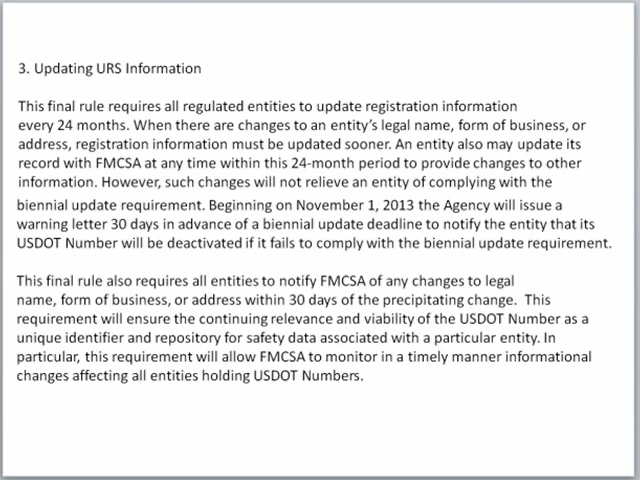 3. Updating URS Information
This final rule requires all regulated entities to update registration information
every 24 months. When there are changes to an entity's legal name, form of business, or
address, registration information must be updated sooner. An entity also may update its
record with FMCSA at any time within this 24-month period to provide changes to other
information. However, such changes will not relieve an entity of complying with the
biennial update requirement. Beginning on November 1, 2013 the Agency will issue a
warning letter 30 days in advance of a biennial update deadline to notify the entity that its
USDOT Number will be deactivated if it fails to comply with the biennial update requirement.
This final rule also requires all entities to notify FMCSA of any changes to legal
name, form of business, or address within 30 days of the precipitating change. This
requirement will ensure the continuing relevance and viability of the USDOT Number as a
unique identifier and repository for safety data associated with a particular entity. In
particular, this requirement will allow FMCSA to monitor in a timely manner informational
changes affecting all entities holding USDOT Numbers.